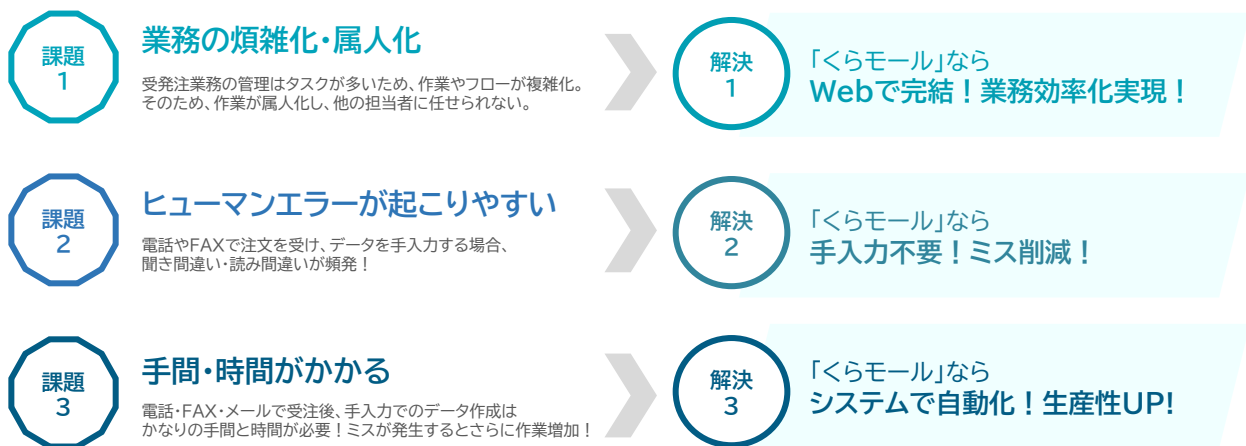 課題
1
業務の煩雑化・属人化
受発注業務の管理はタスクが多いため、作業やフローが複雑化。
そのため、作業が属人化し、他の担当者に任せられない。
解決
1
「くらモール」なら
Webで完結！業務効率化実現！
課題
2
ヒューマンエラーが起こりやすい
電話やFAXで注文を受け、データを手入力する場合、
聞き間違い・読み間違いが頻発！
解決
2
「くらモール」なら
手入力不要！ミス削減！
課題
3
手間・時間がかかる
電話・FAX・メールで受注後、手入力でのデータ作成は
かなりの手間と時間が必要！ミスが発生するとさらに作業増加！
解決
3
「くらモール」なら
システムで自動化！生産性UP!